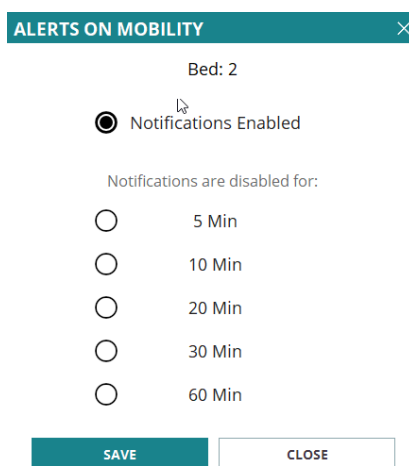 ALERTS ON MOBILITY
Bed: 2
Notifications Enabled
Notifications are disabled for:
5 Min
10 Min
20 Min
30 Min
60 Min
SAVE
CLOSE